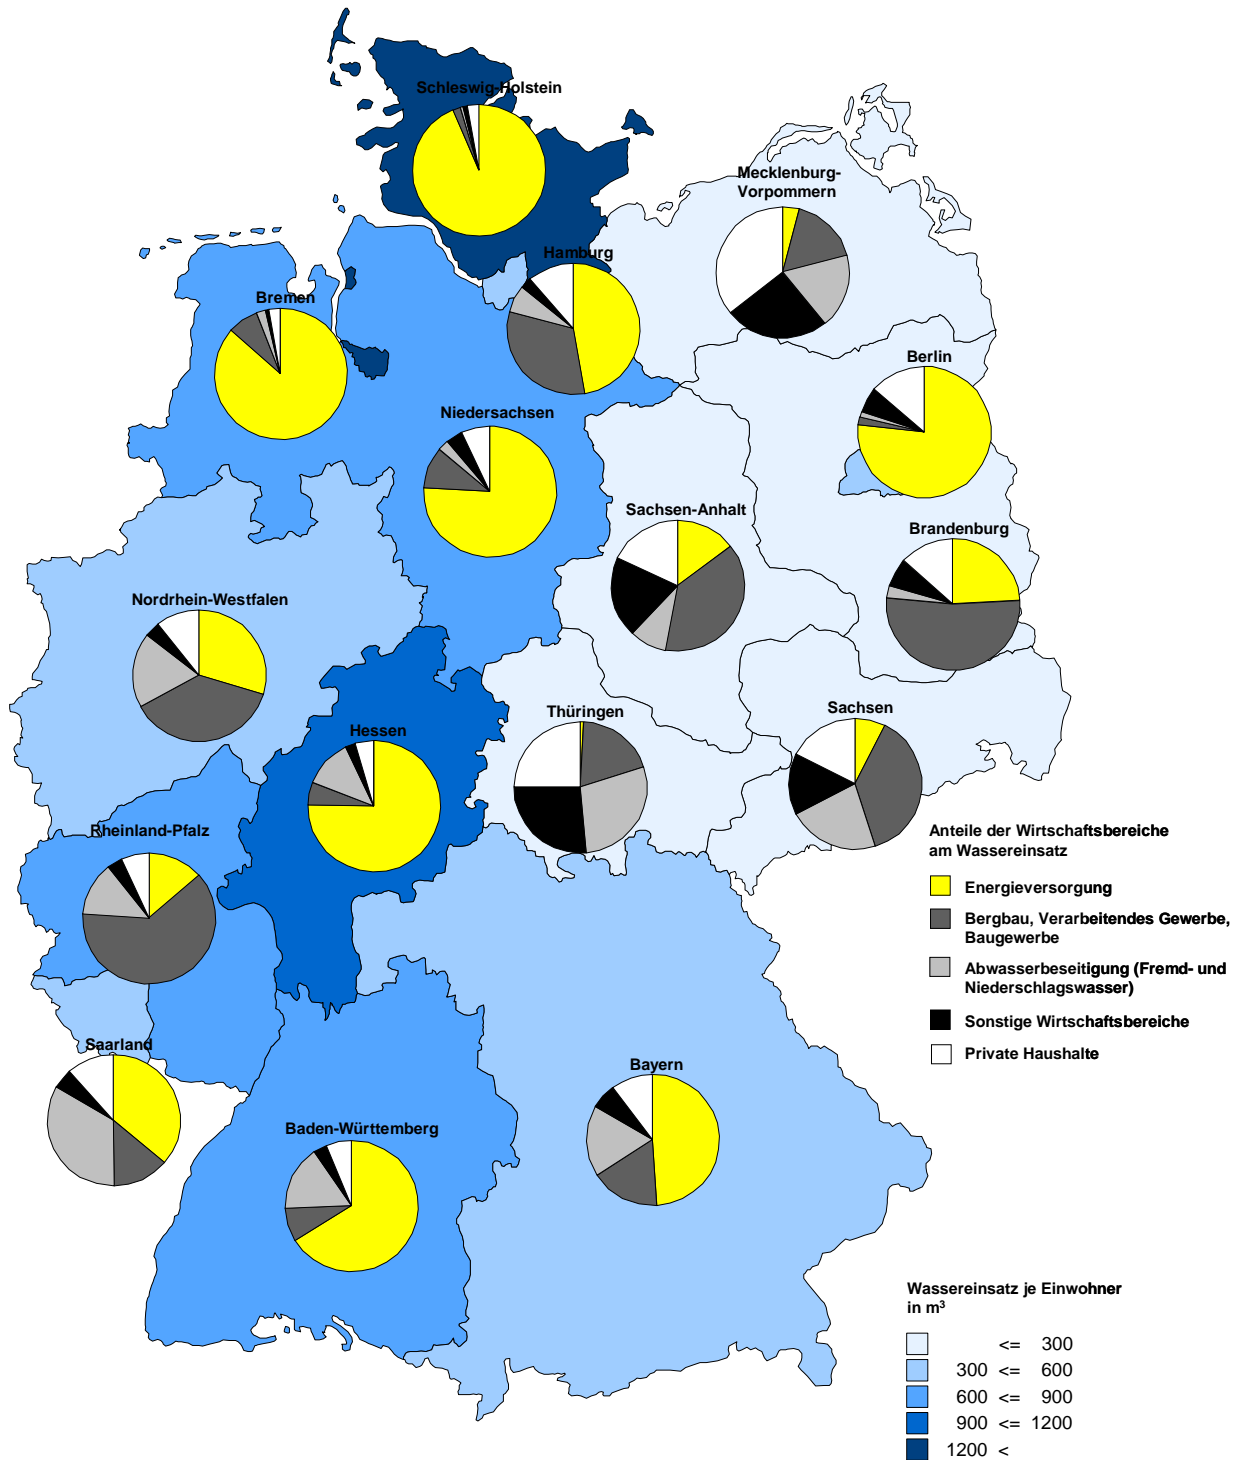 Schleswig-Holstein
Mecklenburg-
Vorpommern
Hamburg
Bremen
Berlin
Niedersachsen
Sachsen-Anhalt
Brandenburg
Nordrhein-Westfalen
Hessen
Thüringen
Sachsen
Rheinland-Pfalz
Saarland
Baden-Württemberg
Bayern
Anteile der Wirtschaftsbereiche
am Wassereinsatz
Energieversorgung
Bergbau, Verarbeitendes Gewerbe,
Baugewerbe
Abwasserbeseitigung (Fremd- und
Niederschlagswasser)
Sonstige Wirtschaftsbereiche
Private Haushalte
Wassereinsatz je Einwohner
in m³
<= 300
300 <= 600
600 <= 900
900 <= 1200
1200 <